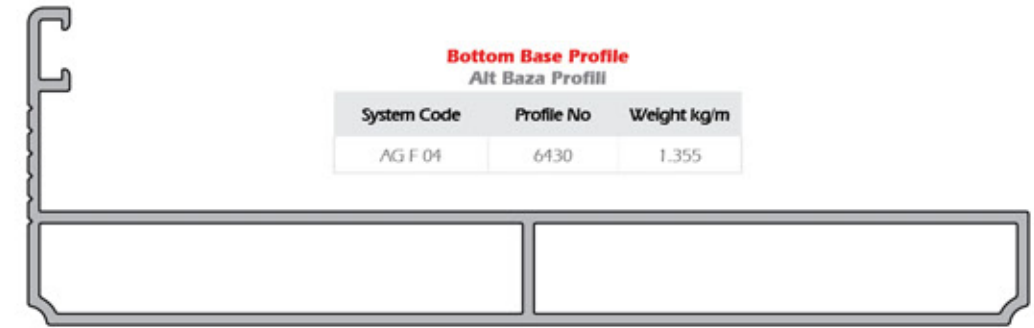 Bottom Base Profile
Alt Baza Profili
System Code Profile No Weight kg/m
AG F 04 6430 1.355